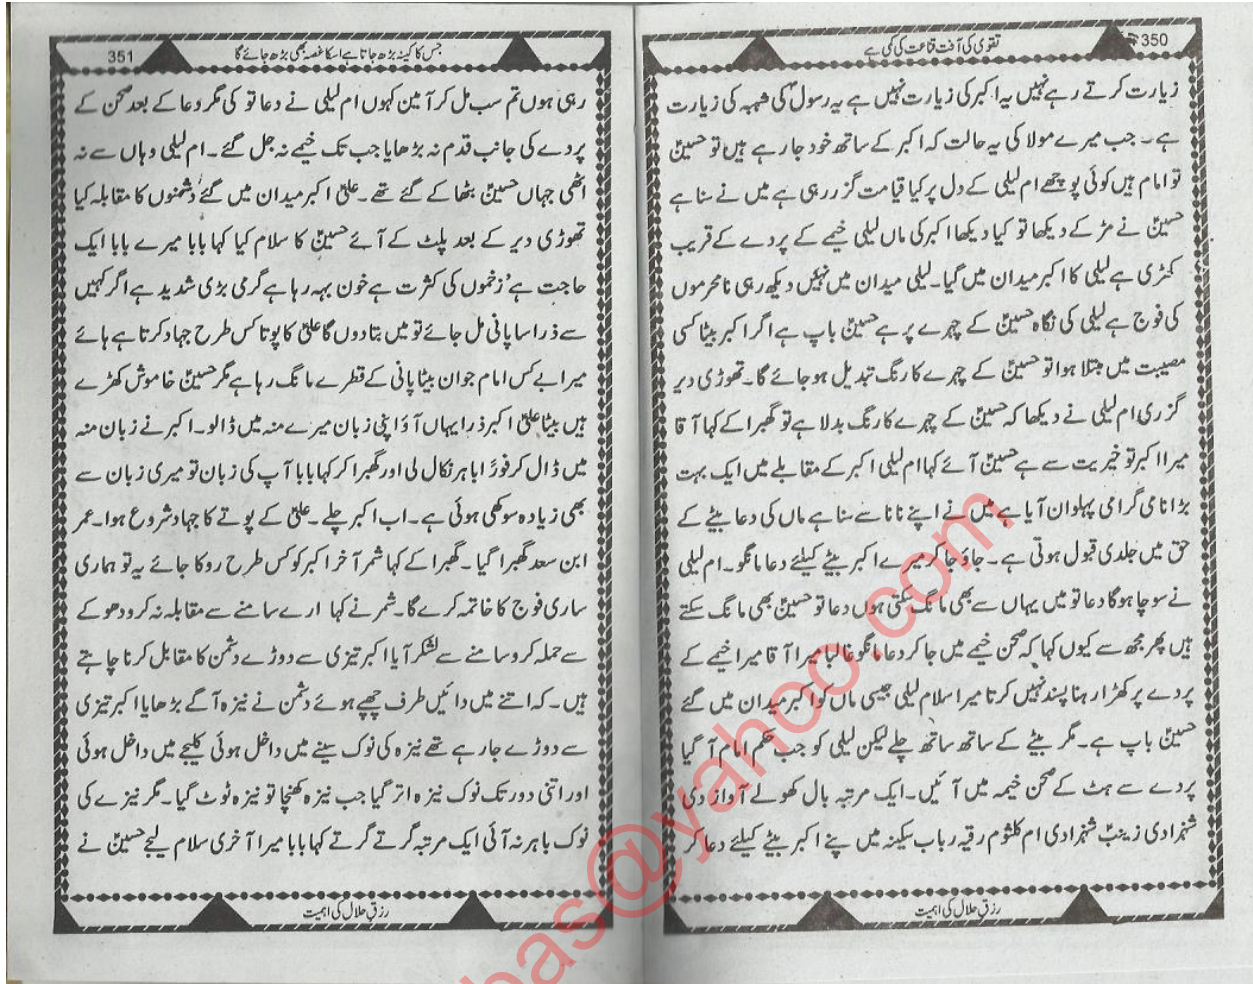 350
تقویٰ کی آفت قناعت کی کمی ہے
زیارت کرتے رہے نہیں یہ اکبر کی زیارت نہیں ہے یہ رسولؐ کی شبہہ کی زیارت
ہے۔ جب میرے مولا کی یہ حالت کہ اکبر کے ساتھ خود جا رہے ہیں تو حسینؑ
تو امام ہیں کوئی پوچھے ام لیلی کے دل پر کیا قیامت گزر رہی ہے میں نے سنا ہے
حسینؑ نے مڑ کے دیکھا تو کیا دیکھا اکبر کی ماں لیلی خیمے کے پردے کے قریب
کھڑی ہے لیلی کا اکبر میدان میں گیا۔ لیلی میدان میں نہیں دیکھ رہی نامحرموں
کی فوج ہے لیلی کی نگاہ حسینؑ کے چہرے پر ہے حسینؑ باپ ہے اگر اکبر بیٹا کسی
مصیبت میں مبتلا ہوا تو حسینؑ کے چہرے کا رنگ تبدیل ہو جائے گا۔ تھوڑی دیر
گزری ام لیلی نے دیکھا کہ حسینؑ کے چہرے کا رنگ بدلا ہے تو گھبرا کے کہا آقا
میرا اکبر تو خیریت سے ہے حسینؑ آئے کہا ام لیلی اکبر کے مقابلے میں ایک بہت
بڑا نامی گرامی پہلوان آیا ہے میں نے اپنے نانا سے سنا ہے ماں کی دعا بیٹے کے
حق میں جلدی قبول ہوتی ہے۔ جاؤ جا کر میرے اکبر بیٹے کیلئے دعا مانگو۔ ام لیلی
نے سوچا ہو گا دعا تو میں یہاں سے بھی مانگ سکتی ہوں دعا تو حسینؑ بھی مانگ سکتے
ہیں پھر مجھ سے کیوں کہا کہ صحن خیمے میں جا کر دعا مانگو غالبا میرا آقا میرا خیمے کے
پردے پر کھڑا رہنا پسند نہیں کرتا میرا سلام لیلی جیسی ماں کو اکبر میدان میں گئے
حسینؑ باپ ہے۔ مگر بیٹے کے ساتھ ساتھ چلے لیکن لیلی کو جب حکم امام آ گیا
پردے سے ہٹ کے صحن خیمہ میں آئیں۔ ایک مرتبہ بال کھولے آواز دی
شہزادی زینبؑ شہزادی ام کلثوم رقیہ رباب سکینہ میں پنے اکبر بیٹے کیلئے دعا کر
رزقِ حلال کی اہمیت
351
جس کا کینہ بڑھ جاتا ہے اسکا غصہ بھی بڑھ جائے گا
رہی ہوں تم سب مل کر آمین کہوں ام لیلی نے دعا تو کی مگر دعا کے بعد صحن کے
پردے کی جانب قدم نہ بڑھایا جب تک خیمے نہ جل گئے۔ ام لیلی وہاں سے نہ
اٹھی جہاں حسینؑ بٹھا کے گئے تھے۔ علیؑ اکبر میدان میں گئے دشمنوں کا مقابلہ کیا
تھوڑی دیر کے بعد پلٹ کے آئے حسینؑ کا سلام کیا کہا بابا میرے بابا ایک
حاجت ہے زخموں کی کثرت ہے خون بہہ رہا ہے گرمی بڑی شدید ہے اگر کہیں
سے ذرا سا پانی مل جائے تو میں بتا دوں گا علیؑ کا پوتا کس طرح جہاد کرتا ہے ہائے
میرا بے کس امام جوان بیٹا پانی کے قطرے مانگ رہا ہے مگر حسینؑ خاموش کھڑے
ہیں بیٹا علیؑ اکبر ذرا یہاں آؤ اپنی زبان میرے منہ میں ڈالو۔ اکبر نے زبان منہ
میں ڈال کر فوراً باہر نکال لی اور گھبرا کر کہا بابا آپ کی زبان تو میری زبان سے
بھی زیادہ سوکھی ہوئی ہے۔ اب اکبر چلے۔ علیؑ کے پوتے کا جہاد شروع ہوا۔ عمر
ابن سعد گھبرا گیا۔ گھبرا کے کہا شمر آخر اکبر کو کس طرح روکا جائے یہ تو ہماری
ساری فوج کا خاتمہ کرے گا۔ شمر نے کہا ارے سامنے سے مقابلہ نہ کرو دھوکے
سے حملہ کرو سامنے سے لشکر آیا اکبر تیزی سے دوڑے دشمن کا مقابل کرنا چاہتے
ہیں۔ کہ اتنے میں دائیں طرف چھپے ہوئے دشمن نے نیزہ آگے بڑھایا اکبر تیزی
سے دوڑے جا رہے تھے نیزہ کی نوک سینے میں داخل ہوئی کلیجے میں داخل ہوئی
اور اتنی دور تک نوک نیزہ اتر گیا جب نیزہ کھنچا تو نیزہ ٹوٹ گیا۔ مگر نیزے کی
نوک باہر نہ آئی ایک مرتبہ گرتے گرتے کہا بابا میرا آخری سلام لیجے حسینؑ نے
رزقِ حلال کی اہمیت
bas@yahoo.com